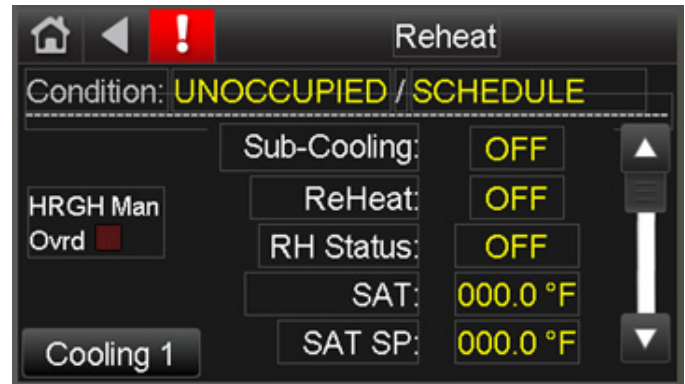 !
Reheat
Condition: UNOCCUPIED / SCHEDULE
Sub-Cooling: OFF
ReHeat: OFF
HRGH Man
Ovrd
RH Status: OFF
SAT: 000.0 °F
SAT SP: 000.0 °F
Cooling 1